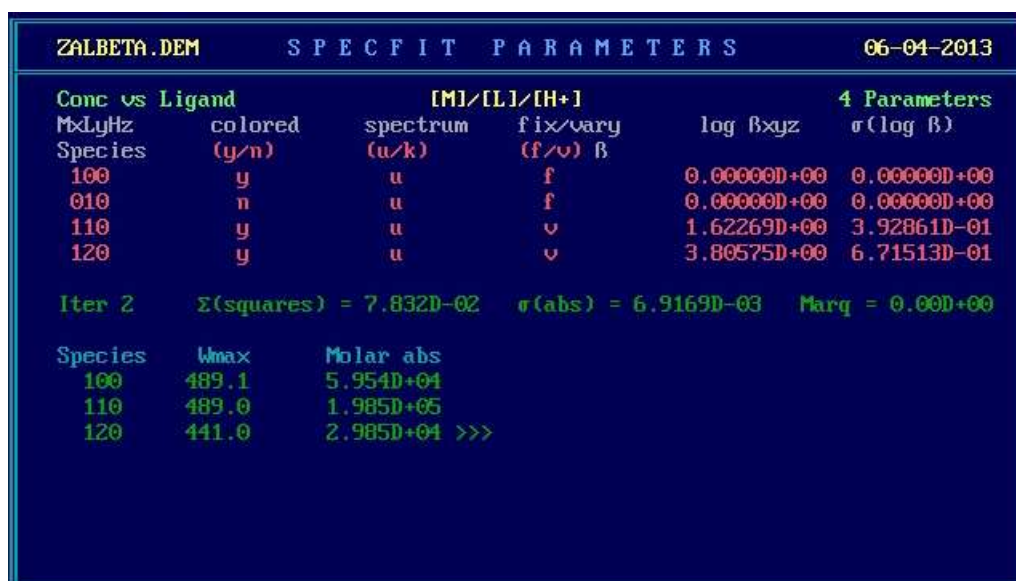 ZALBETA.DEM S P E C F I T P A R A M E T E R S 06-04-2013
Conc vs Ligand [M]/[L]/[H+] 4 Parameters
MxLyHz colored spectrum fix/vary log ßxyz σ(log ß)
Species (y/n) (u/k) (f/v) ß
100 y u f 0.00000D+00 0.00000D+00
010 n u f 0.00000D+00 0.00000D+00
110 y u v 1.62269D+00 3.92861D-01
120 y u v 3.80575D+00 6.71513D-01
Iter 2 Σ(squares) = 7.832D-02 σ(abs) = 6.9169D-03 Marq = 0.00D+00
Species Wmax Molar abs
100 489.1 5.954D+04
110 489.0 1.985D+05
120 441.0 2.985D+04 >>>